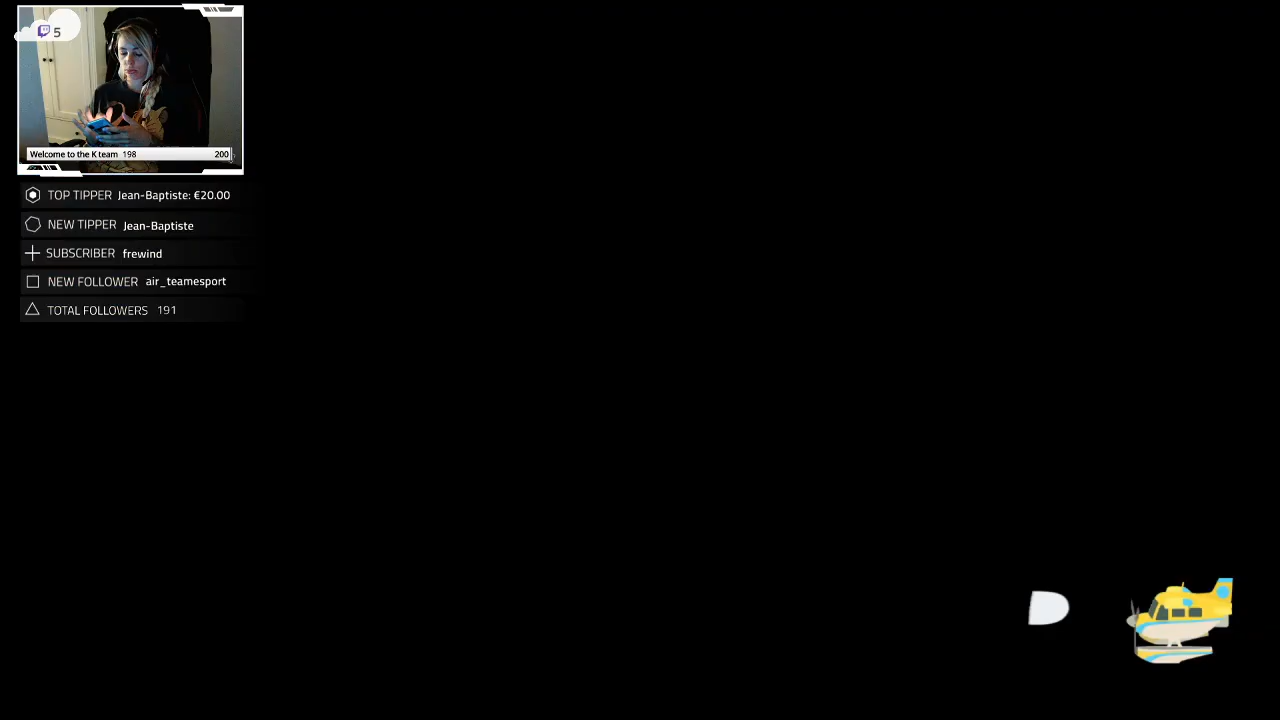 5
Welcome to the K team 198 200
TOP TIPPER Jean-Baptiste: €20.00
NEW TIPPER Jean-Baptiste
SUBSCRIBER frewind
NEW FOLLOWER air_teamesport
TOTAL FOLLOWERS 191